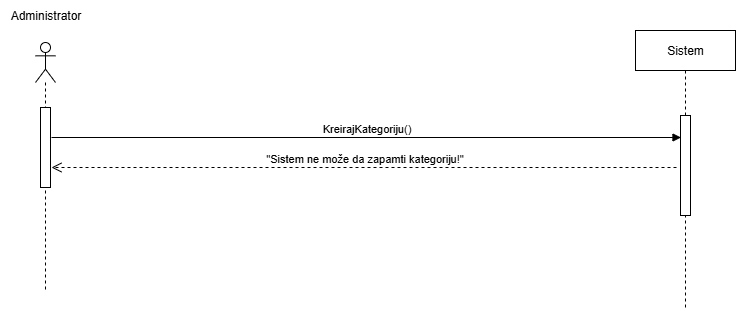 Administrator
Sistem
KreirajKategoriju()
"Sistem ne može da zapamti kategoriju!"